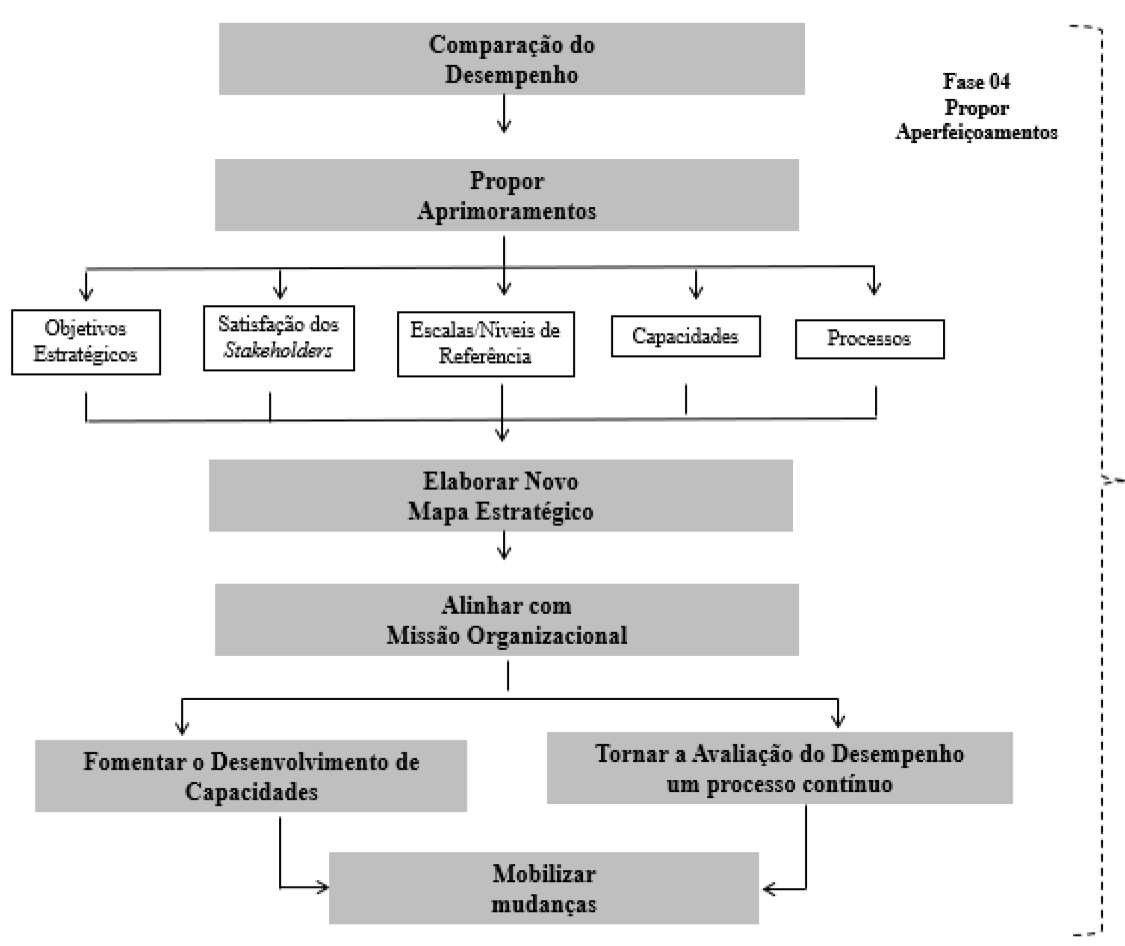 Comparação do
Desempenho
Fase 04
Propor
Aperfeiçoamentos
Propor
Aprimoramentos
Objetivos
Estratégicos
Satisfação dos
Stakeholders
Escalas/Níveis de
Referência
Capacidades
Processos
Elaborar Novo
Mapa Estratégico
Alinhar com
Missão Organizacional
Fomentar o Desenvolvimento de
Capacidades
Tornar a Avaliação do Desempenho
um processo contínuo
Mobilizar
mudanças